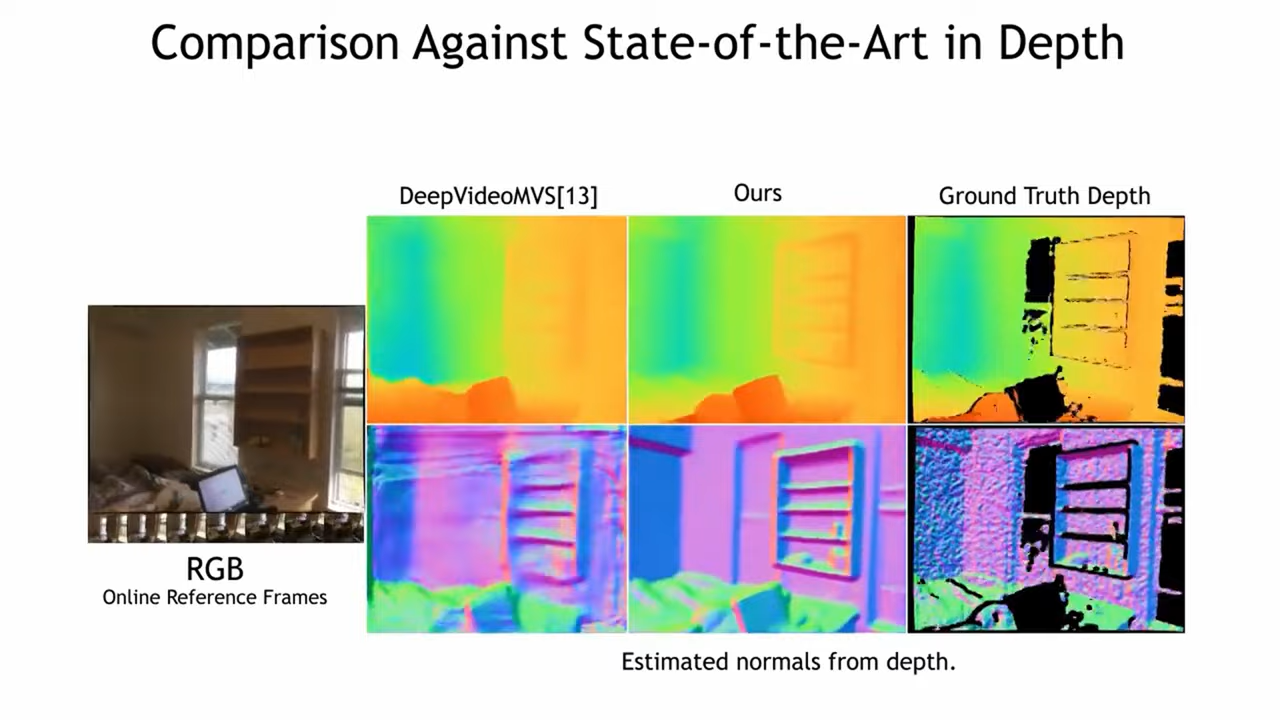 Comparison Against State-of-the-Art in Depth
DeepVideoMVS[13]
Ours
Ground Truth Depth
RGB
Online Reference Frames
Estimated normals from depth.